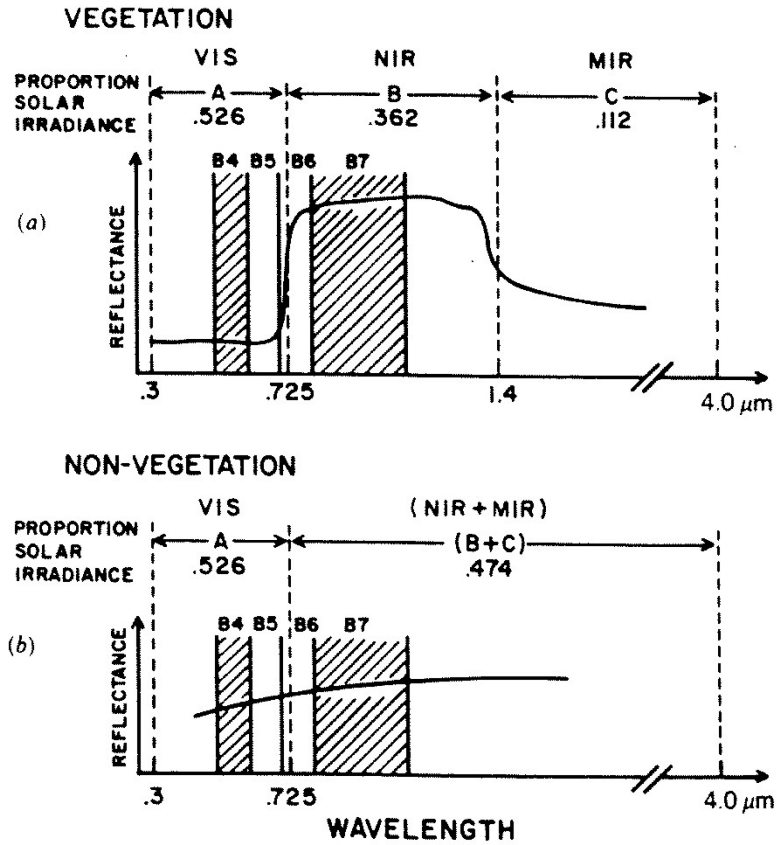 VEGETATION
VIS NIR MIR
PROPORTION
SOLAR
IRRADIANCE
A B C
.526 .362 .112
B4 B5 B6 B7
(a)
REFLECTANCE
.3 .725 1.4 4.0 μm
NON-VEGETATION
VIS (NIR + MIR)
PROPORTION
SOLAR
IRRADIANCE
A (B+C)
.526 .474
B4 B5 B6 B7
(b)
REFLECTANCE
.3 .725 4.0 μm
WAVELENGTH